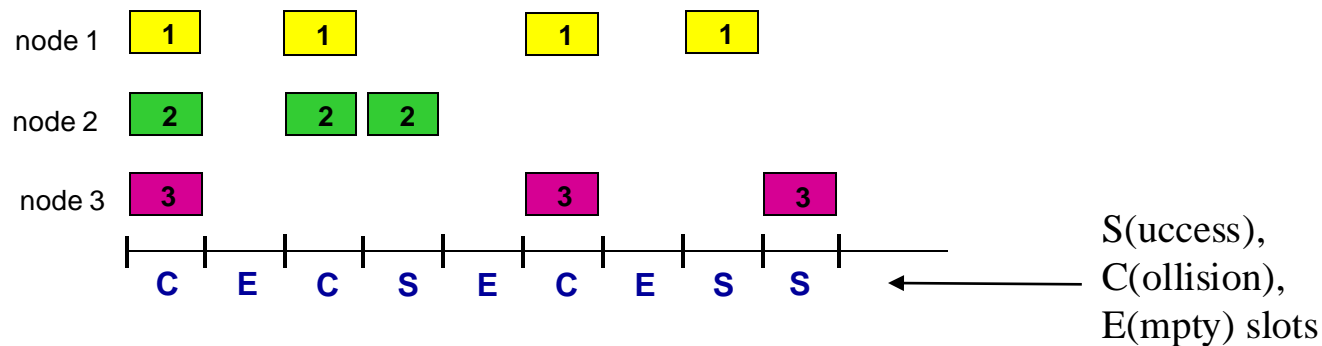 node 1 1 1 1 1
node 2 2 2 2
node 3 3 3 3
C E C S E C E S S
S(uccess),
C(ollision),
E(mpty) slots